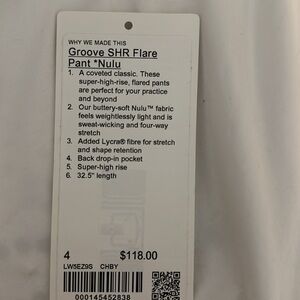 WHY WE MADE THIS
Groove SHR Flare
Pant *Nulu
1. A coveted classic. These
super-high-rise, flared pants
are perfect for your practice
and beyond
2. Our buttery-soft Nulu™ fabric
feels weightlessly light and is
sweat-wicking and four-way
stretch
3. Added Lycra® fibre for stretch
and shape retention
4. Back drop-in pocket
5. Super-high rise
6. 32.5" length
4 $118.00
LW5EZ9S CHBY
000145452838